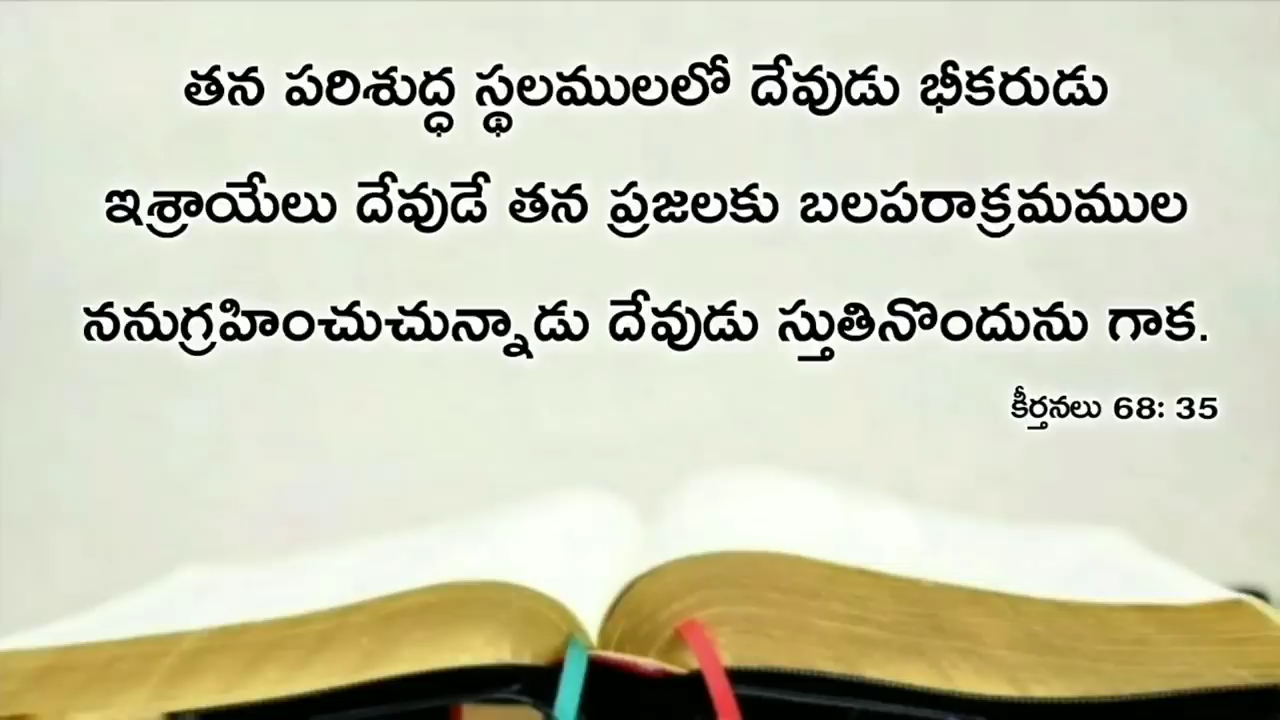 తన పరిశుద్ధ స్థలములలో దేవుడు భీకరుడు
ఇశ్రాయేలు దేవుడే తన ప్రజలకు బలపరాక్రమముల
ననుగ్రహించుచున్నాడు దేవుడు స్తుతినొందును గాక.
కీర్తనలు 68: 35